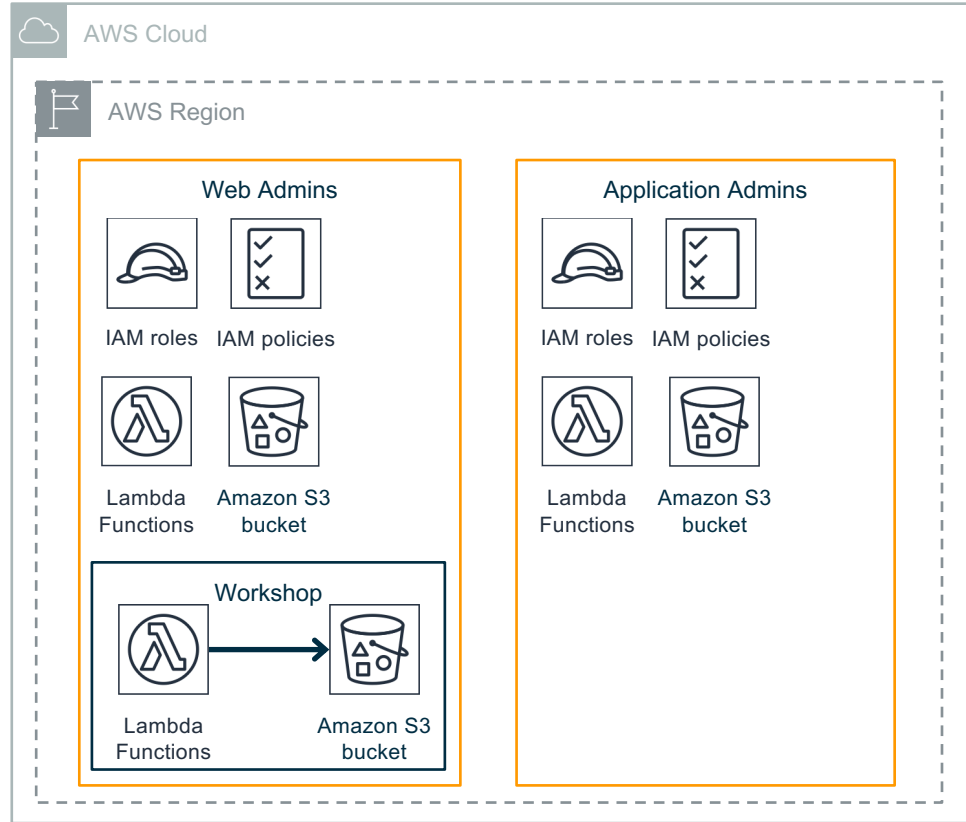 AWS Cloud
AWS Region
Web Admins
IAM roles
IAM policies
Lambda
Functions
Amazon S3
bucket
Workshop
Lambda
Functions
Amazon S3
bucket
Application Admins
IAM roles
IAM policies
Lambda
Functions
Amazon S3
bucket